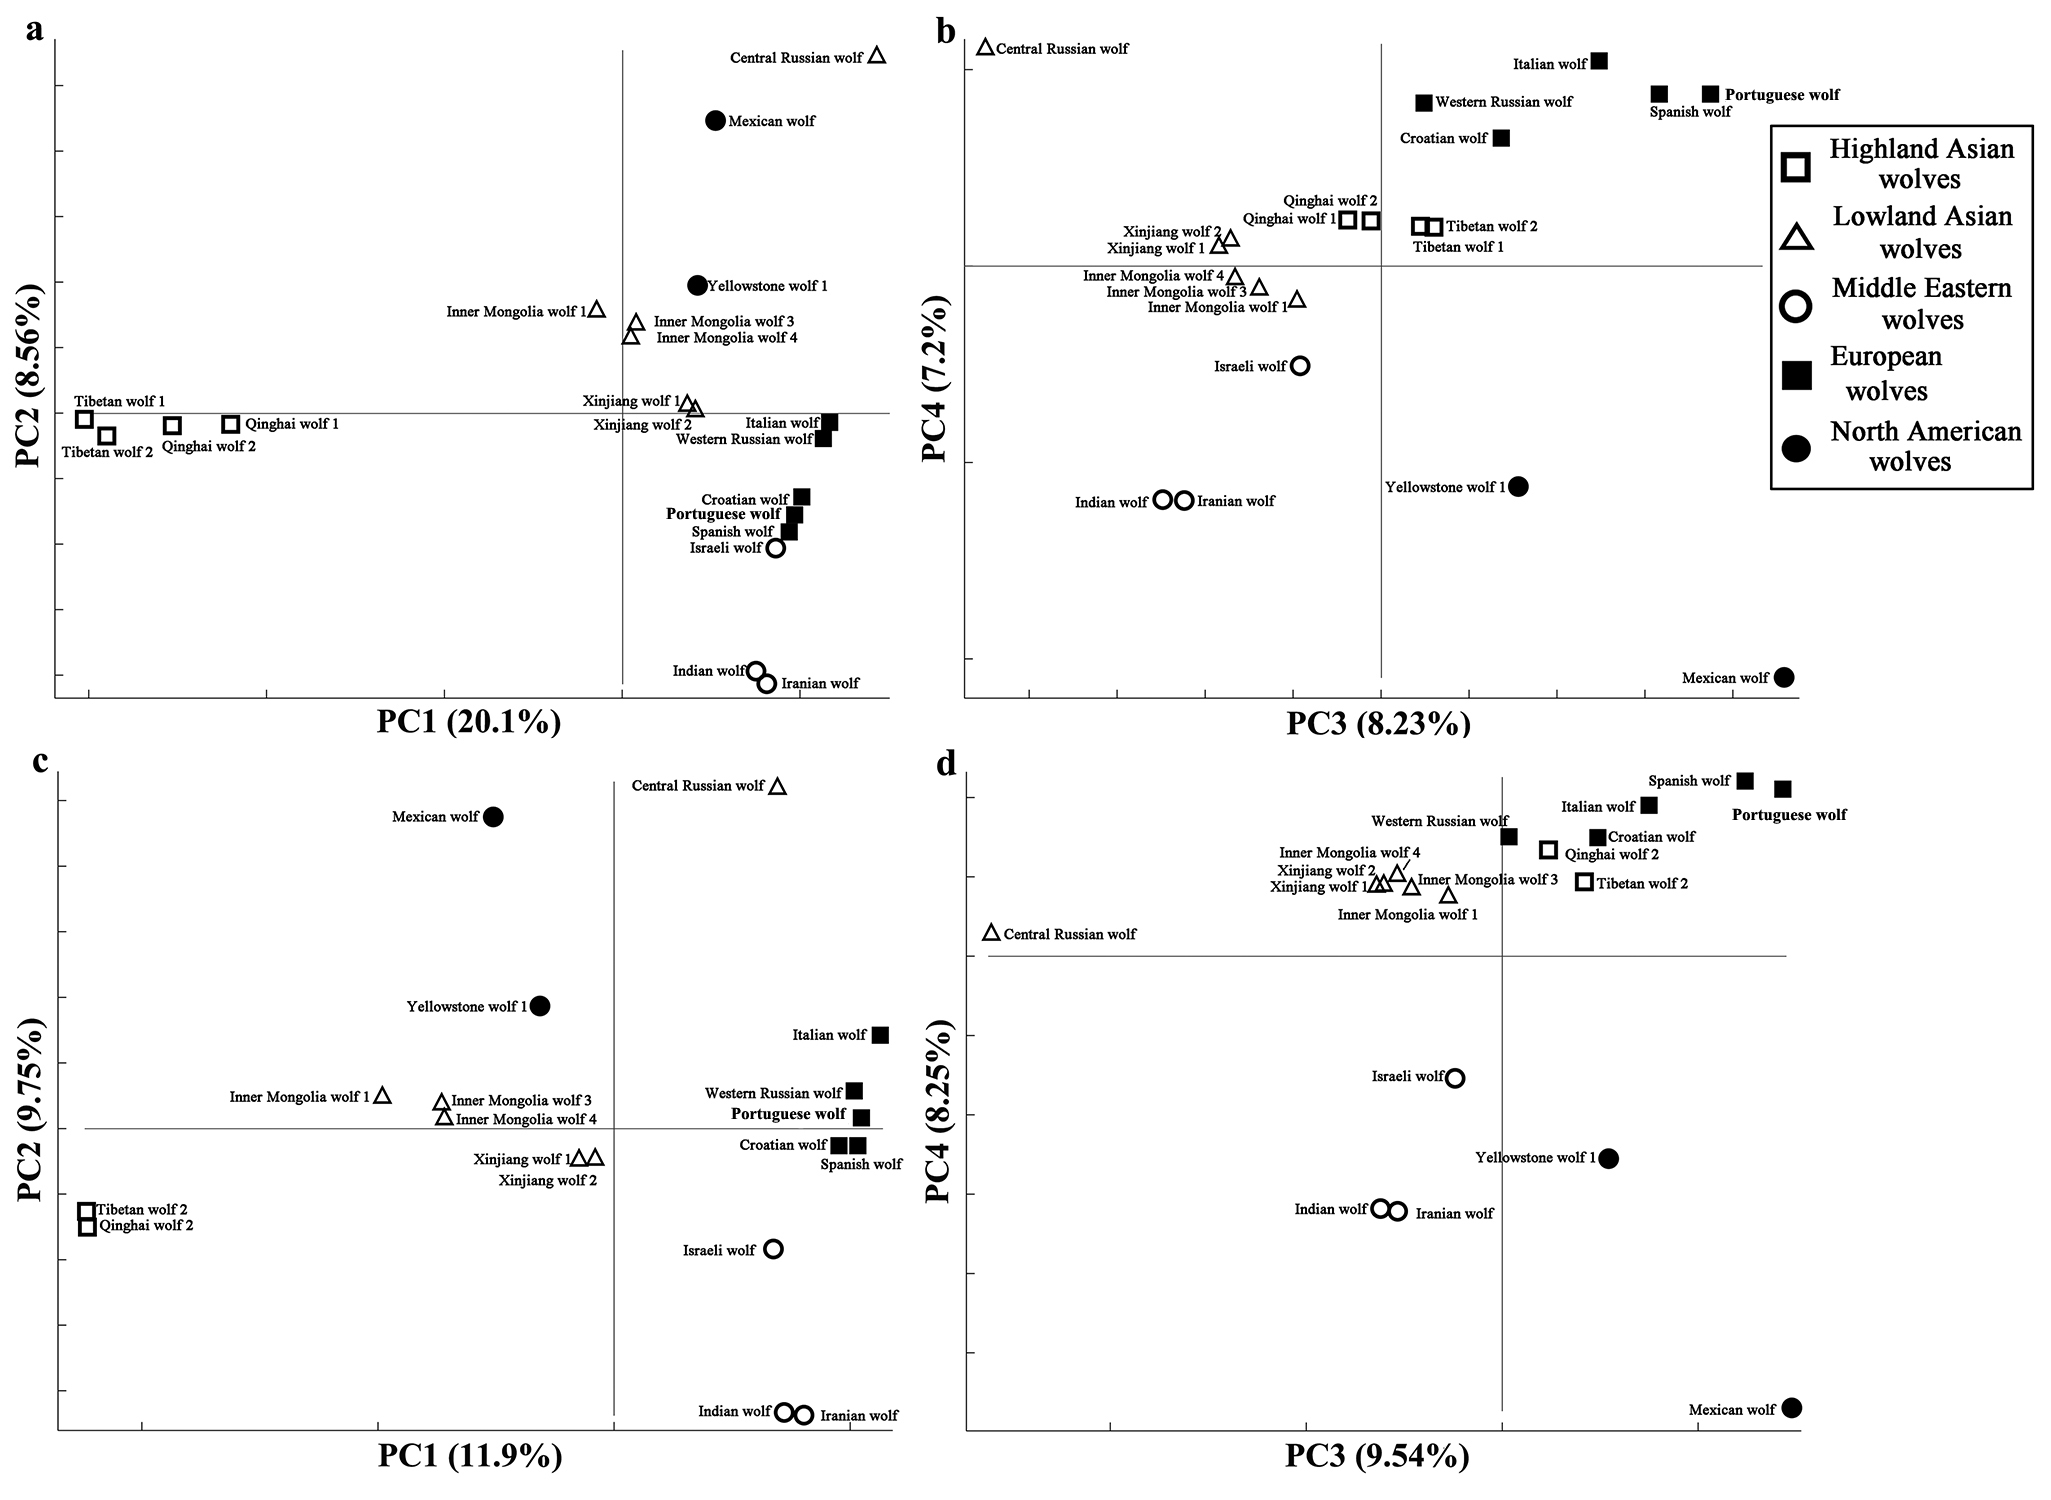 a
Central Russian wolf
Mexican wolf
Yellowstone wolf 1
Inner Mongolia wolf 1
Inner Mongolia wolf 3
Inner Mongolia wolf 4
Tibetan wolf 1
Xinjiang wolf 1
Qinghai wolf 1
Xinjiang wolf 2
Italian wolf
Tibetan wolf 2
Qinghai wolf 2
Western Russian wolf
Croatian wolf
Portuguese wolf
Spanish wolf
Israeli wolf
Indian wolf
Iranian wolf
PC2 (8.56%)
PC1 (20.1%)
b
Central Russian wolf
Italian wolf
Western Russian wolf
Portuguese wolf
Spanish wolf
Croatian wolf
Qinghai wolf 2
Qinghai wolf 1
Xinjiang wolf 2
Tibetan wolf 2
Xinjiang wolf 1
Tibetan wolf 1
Inner Mongolia wolf 4
Inner Mongolia wolf 3
Inner Mongolia wolf 1
Israeli wolf
Yellowstone wolf 1
Indian wolf
Iranian wolf
Mexican wolf
PC4 (7.2%)
PC3 (8.23%)
Highland Asian
wolves
Lowland Asian
wolves
Middle Eastern
wolves
European
wolves
North American
wolves
c
Central Russian wolf
Mexican wolf
Yellowstone wolf 1
Italian wolf
Inner Mongolia wolf 1
Inner Mongolia wolf 3
Western Russian wolf
Portuguese wolf
Inner Mongolia wolf 4
Croatian wolf
Xinjiang wolf 1
Spanish wolf
Xinjiang wolf 2
Tibetan wolf 2
Qinghai wolf 2
Israeli wolf
Indian wolf
Iranian wolf
PC2 (9.75%)
PC1 (11.9%)
d
Spanish wolf
Italian wolf
Portuguese wolf
Western Russian wolf
Croatian wolf
Inner Mongolia wolf 4
Qinghai wolf 2
Xinjiang wolf 2
Inner Mongolia wolf 3
Xinjiang wolf 1
Tibetan wolf 2
Inner Mongolia wolf 1
Central Russian wolf
Israeli wolf
Yellowstone wolf 1
Indian wolf
Iranian wolf
Mexican wolf
PC4 (8.25%)
PC3 (9.54%)